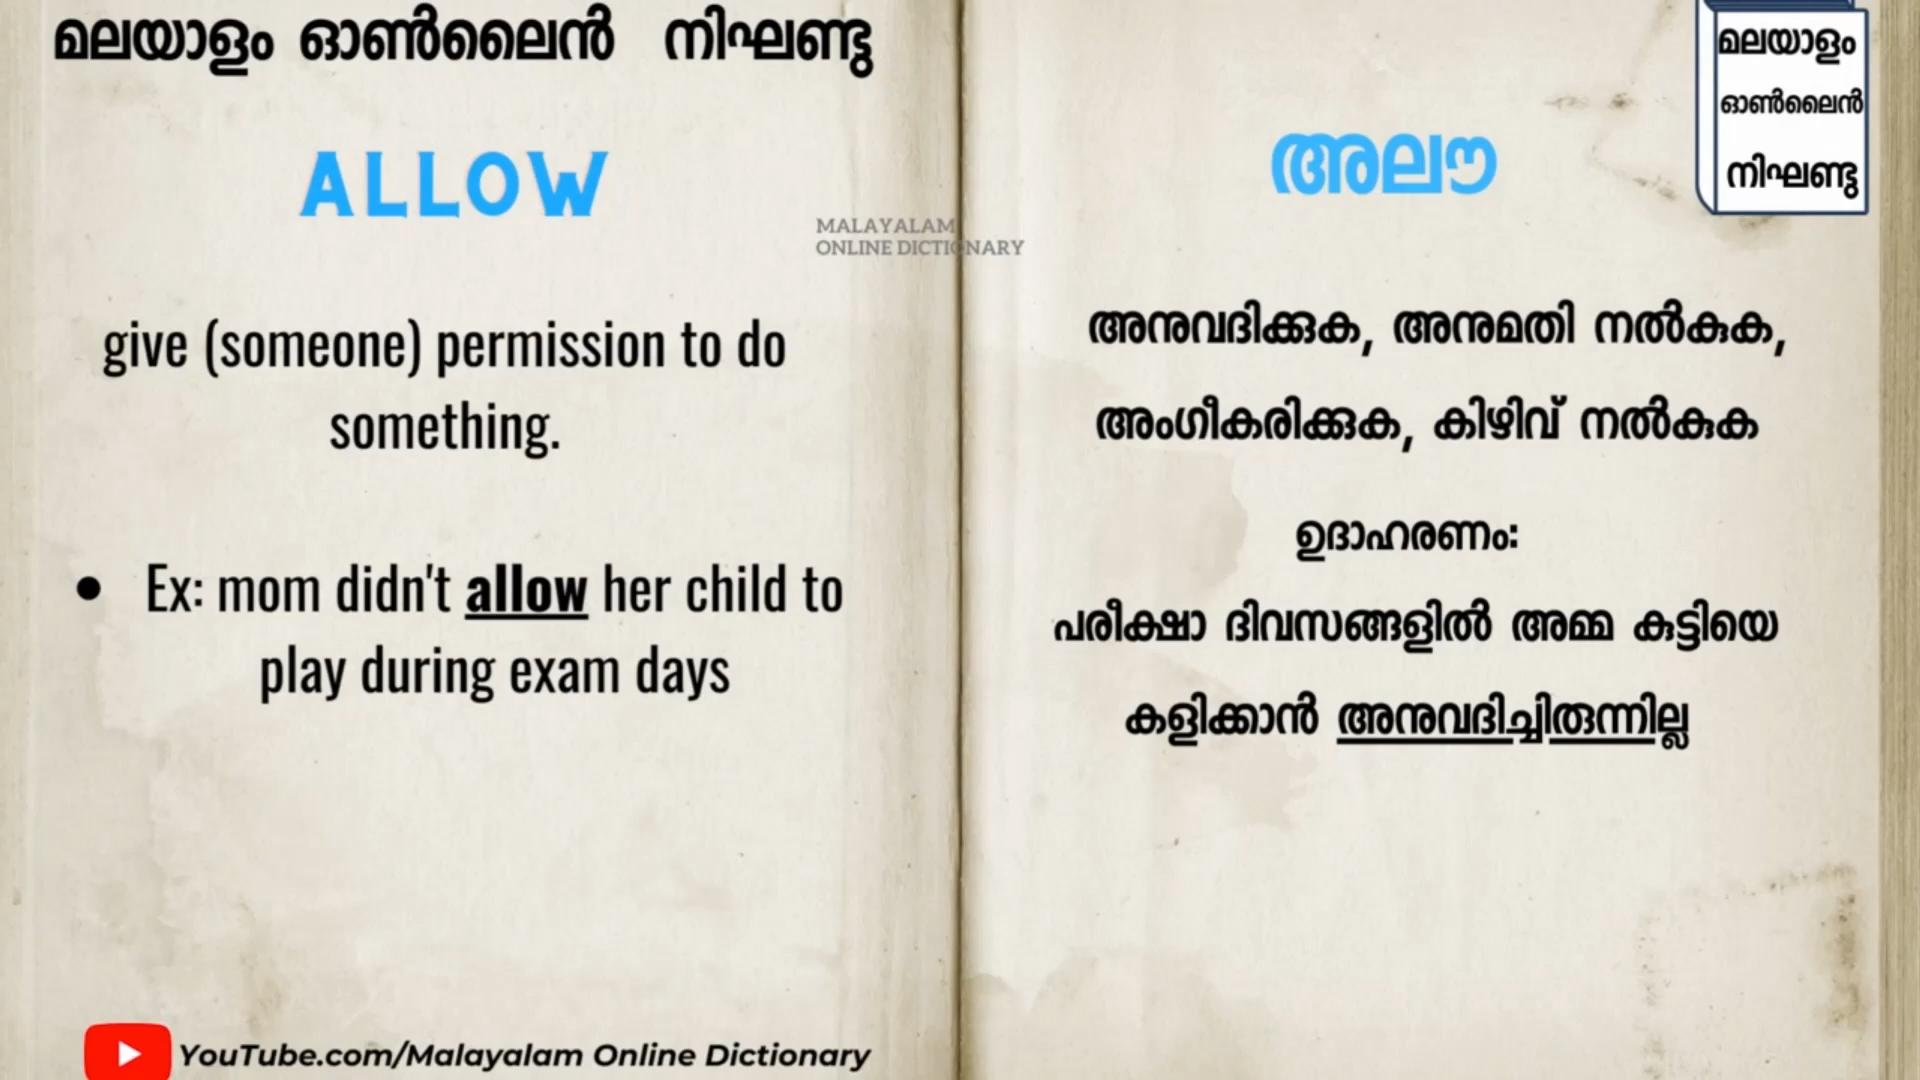 മലയാളം ഓൺലൈൻ നിഘണ്ടു
ALLOW
give (someone) permission to do
something.
• Ex: mom didn't allow her child to
play during exam days
YouTube.com/Malayalam Online Dictionary
MALAYALAM
ONLINE DICTIONARY
മലയാളം
ഓൺലൈൻ
നിഘണ്ടു
അലൗ
അനുവദിക്കുക, അനുമതി നൽകുക,
അംഗീകരിക്കുക, കിഴിവ് നൽകുക
ഉദാഹരണം:
പരീക്ഷാ ദിവസങ്ങളിൽ അമ്മ കുട്ടിയെ
കളിക്കാൻ അനുവദിച്ചിരുന്നില്ല